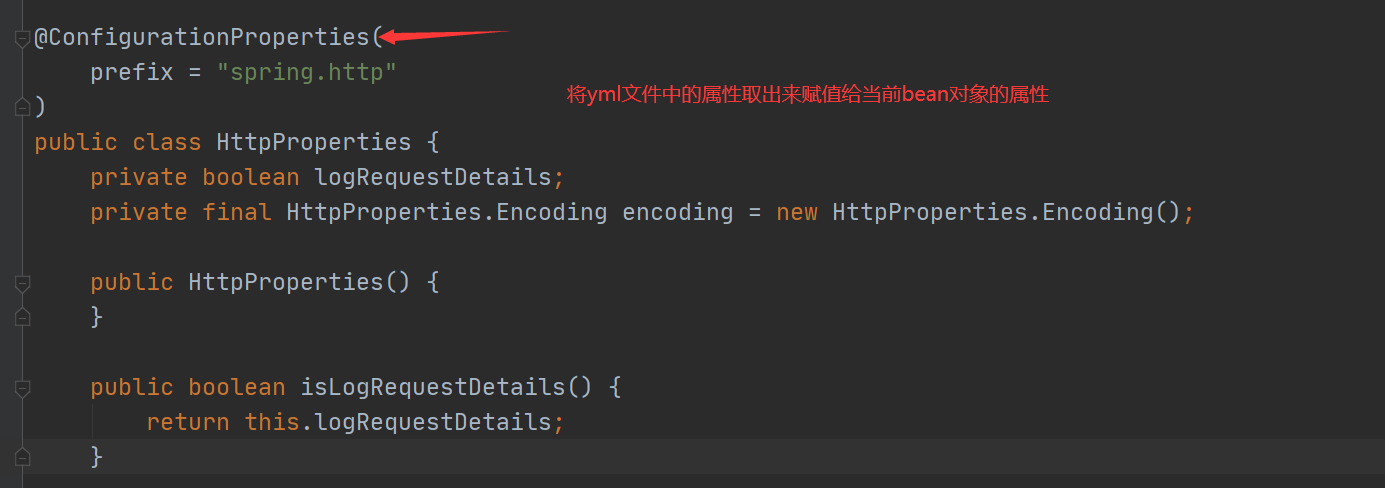 @ConfigurationProperties(
prefix = "spring.http"
将yml文件中的属性取出来赋值给当前bean对象的属性
)
public class HttpProperties {
private boolean logRequestDetails;
private final HttpProperties.Encoding encoding = new HttpProperties.Encoding();
public HttpProperties() {
}
public boolean isLogRequestDetails() {
return this.logRequestDetails;
}